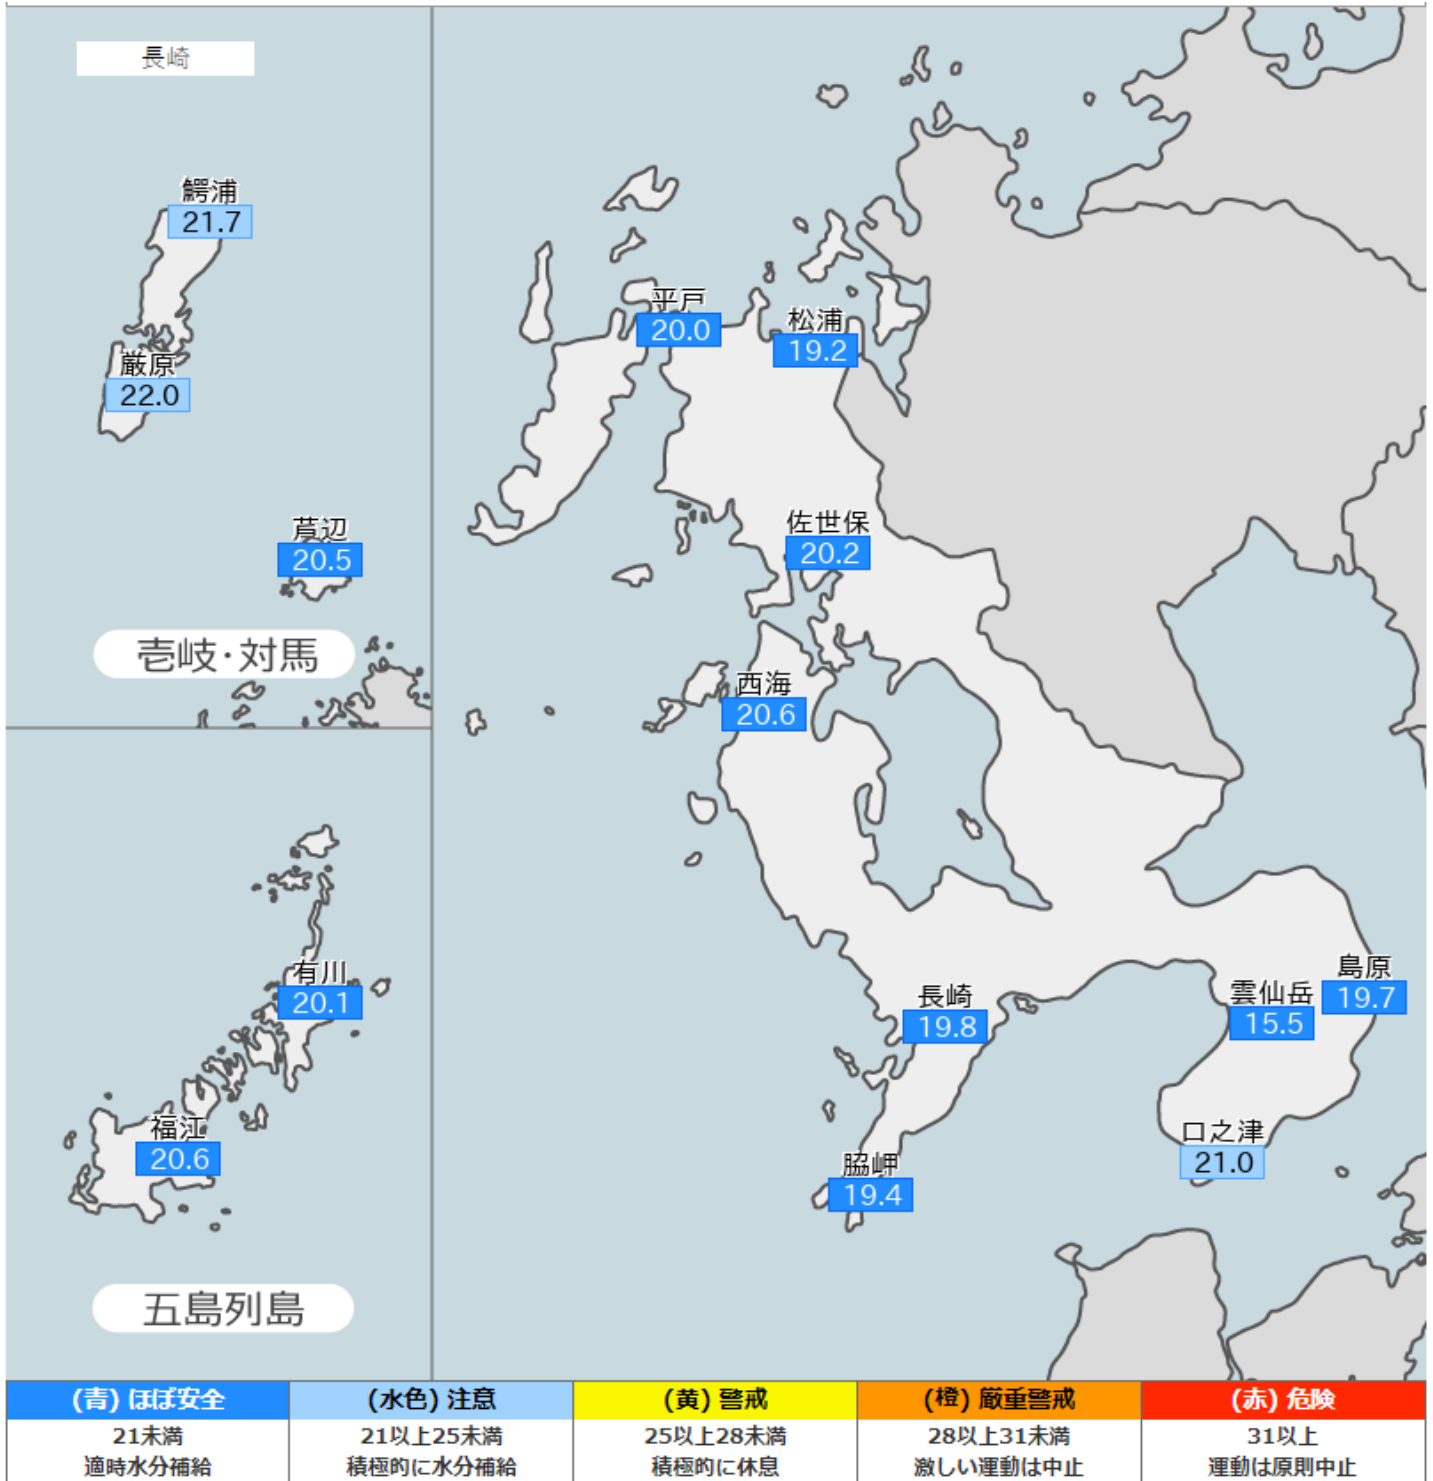 長崎
鰐浦
21.7
厳原
22.0
芦辺
20.5
壱岐・対馬
平戸
20.0
松浦
19.2
佐世保
20.2
西海
20.6
有川
20.1
福江
20.6
五島列島
長崎
19.8
島原
19.7
雲仙岳
15.5
口之津
21.0
脇岬
19.4
(青) ほぼ安全 (水色) 注意 (黄) 警戒 (橙) 厳重警戒 (赤) 危険
21未満 21以上25未満 25以上28未満 28以上31未満 31以上
適時水分補給 積極的に水分補給 積極的に休息 激しい運動は中止 運動は原則中止